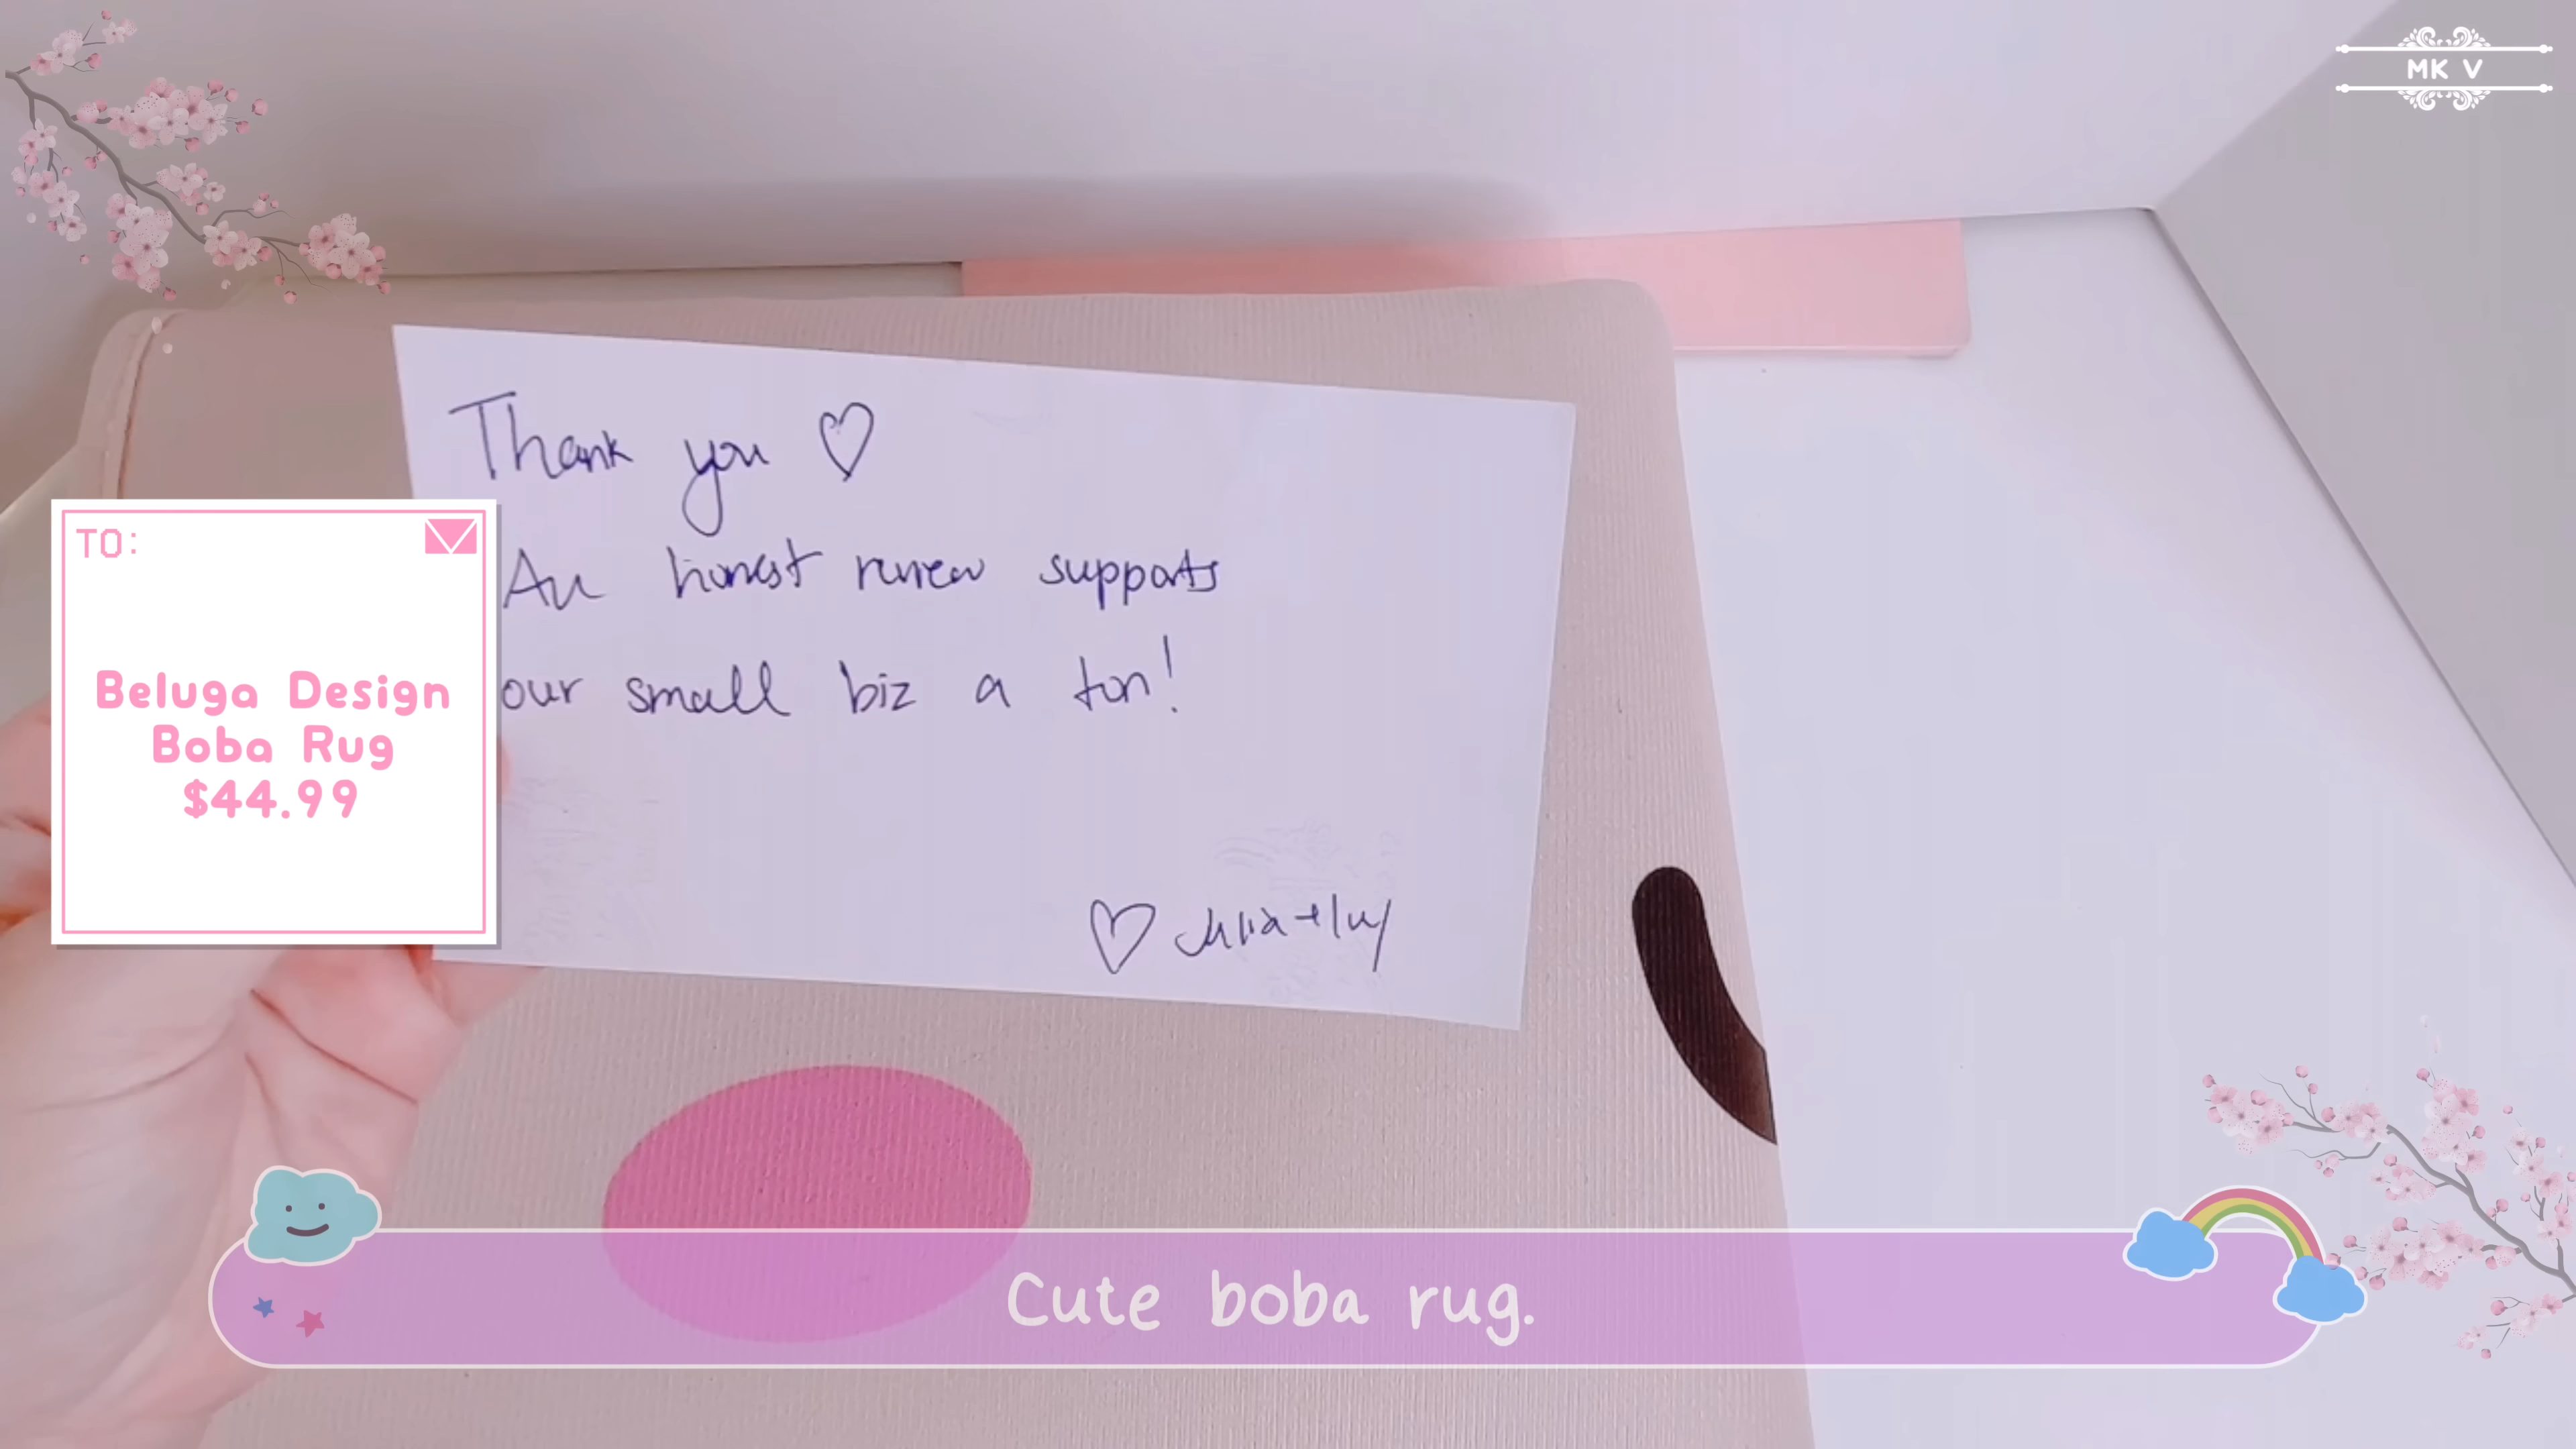 MK V
Thank you ♡
An honest review supports
our small biz a ton!
♡ Julia +
TO:
Beluga Design
Boba Rug
$44.99
Cute boba rug.